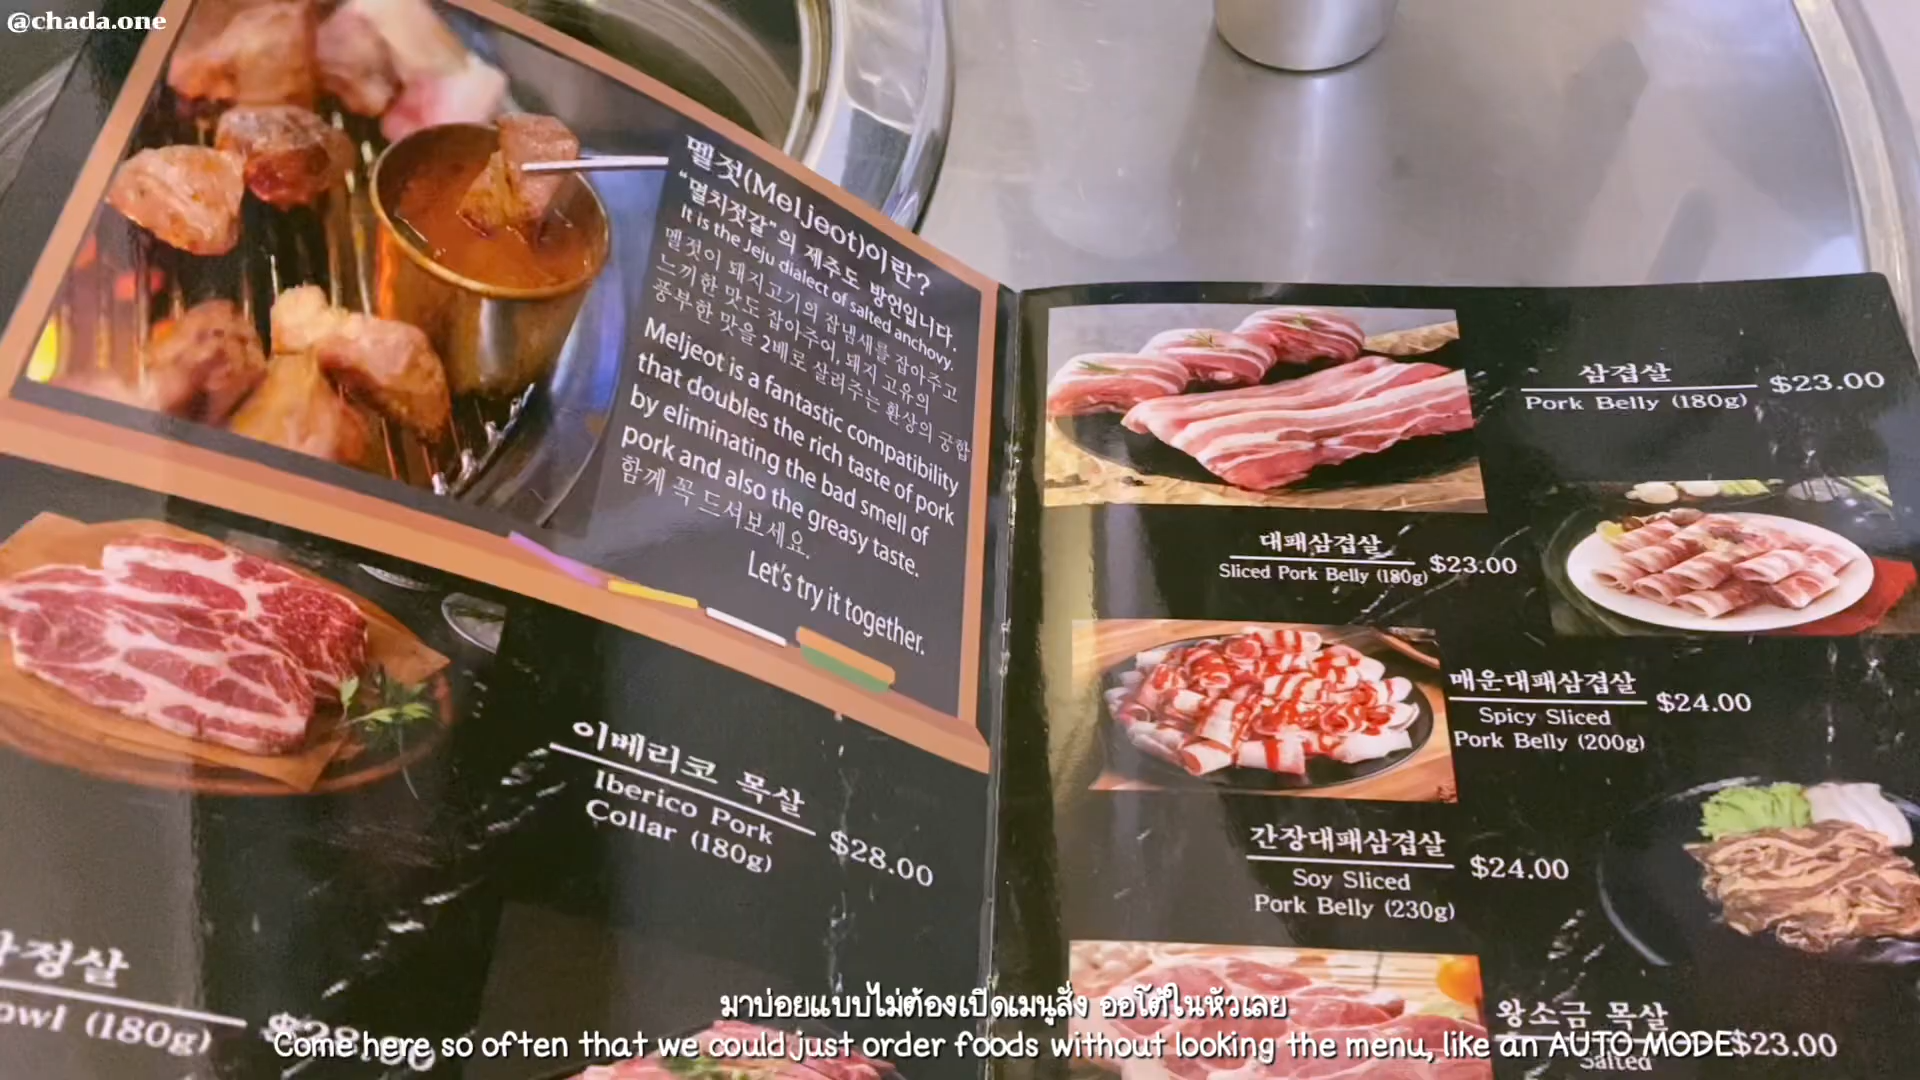 @chada.one
멜젓(Meljeot)이란?
"멸치젓갈"의 제주도 방언입니다.
It is the Jeju dialect of salted anchovy.
멜젓이 돼지고기의 잡냄새를 잡아주고
느끼한 맛도 잡아주어, 돼지 고유의
풍부한 맛을 2배로 살려주는 환상의 궁합
Meljeot is a fantastic compatibility
that doubles the rich taste of pork
by eliminating the bad smell of
pork and also the greasy taste.
함께 꼭 드셔보세요.
Let's try it together.
이베리코 목살
Iberico Pork
Collar (180g)
$28.00
정살
(180g)
삼겹살
Pork Belly (180g)
$23.00
대패삼겹살
Sliced Pork Belly (180g)
$23.00
매운대패삼겹살
Spicy Sliced
Pork Belly (200g)
$24.00
간장대패삼겹살
Soy Sliced
Pork Belly (230g)
$24.00
왕소금 목살
Salted
$23.00
มาบ่อยแบบไม่ต้องเปิดเมนูสั่ง ออโต้ในหัวเลย
Come here so often that we could just order foods without looking the menu, like an AUTO MODE